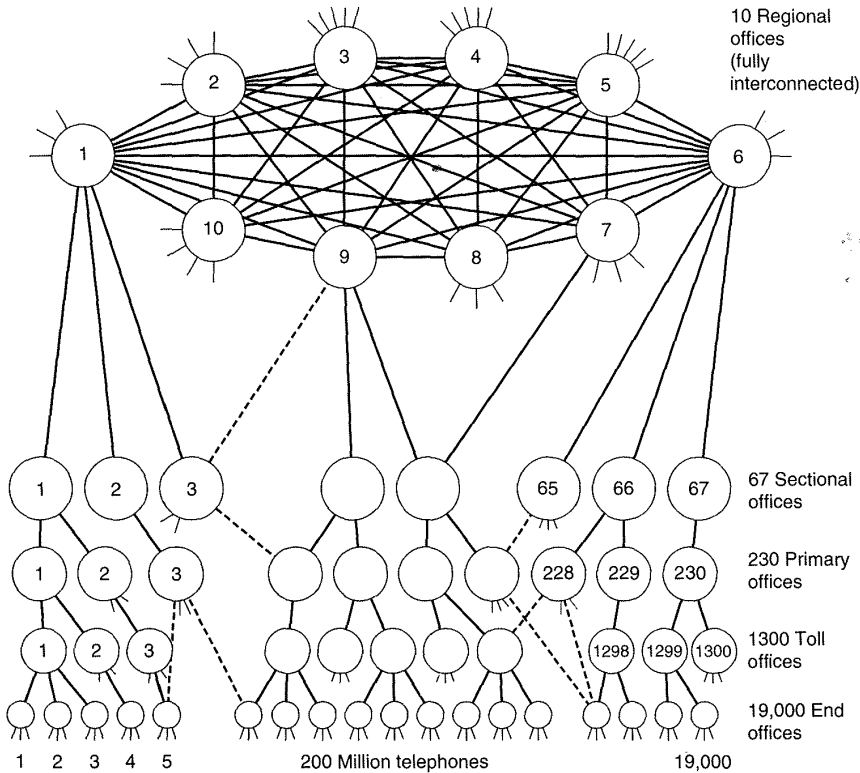 10 Regional
offices
(fully
interconnected)
3 4
2 5
1 6
10 7
9 8
1 2 3 65 66 67
67 Sectional
offices
1 2 3 228 229 230
230 Primary
offices
1 2 3 1298 1299 1300
1300 Toll
offices
19,000 End
offices
1 2 3 4 5 200 Million telephones 19,000